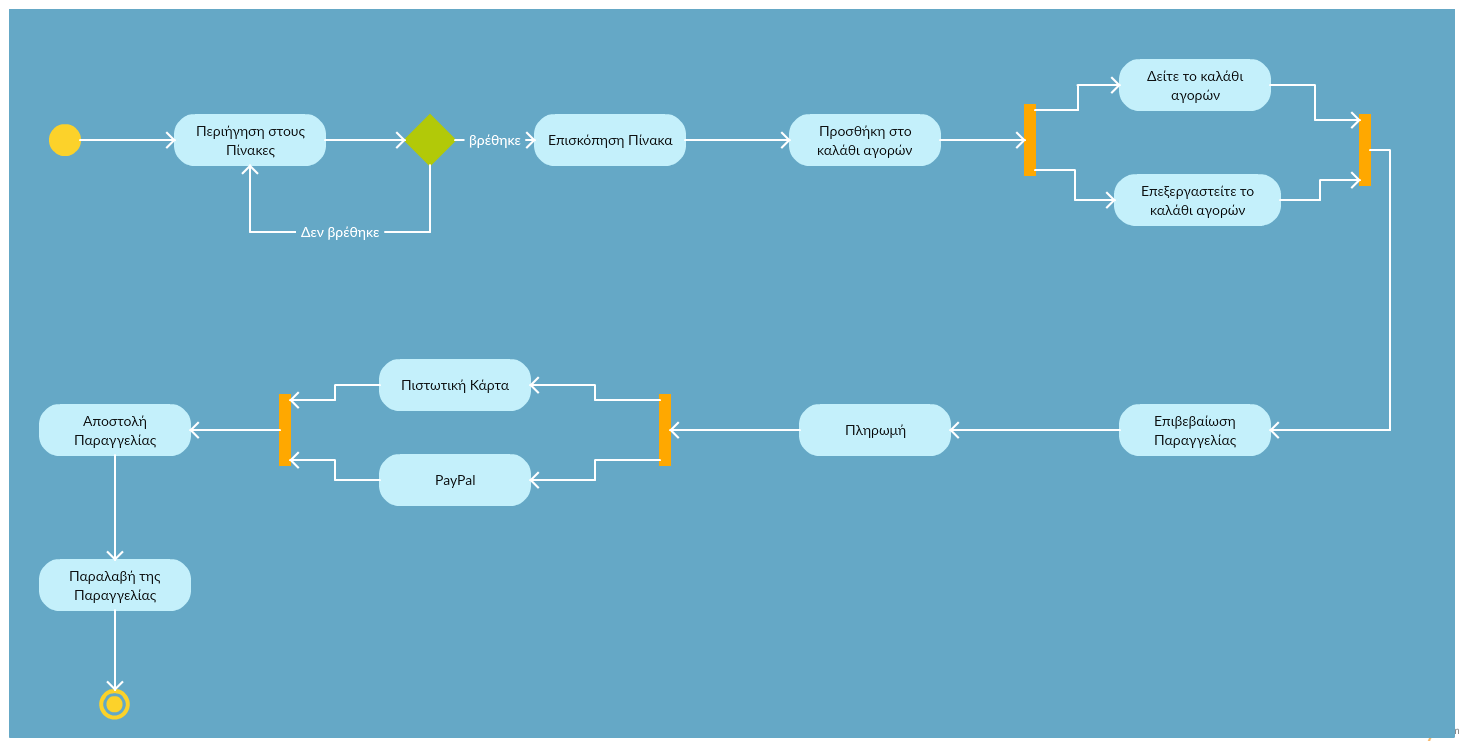 Περιήγηση στους
Πίνακες
βρέθηκε
Επισκόπηση Πίνακα
Προσθήκη στο
καλάθι αγορών
Δείτε το καλάθι
αγορών
Επεξεργαστείτε το
καλάθι αγορών
Δεν βρέθηκε
Πιστωτική Κάρτα
Αποστολή
Παραγγελίας
Πληρωμή
Επιβεβαίωση
Παραγγελίας
PayPal
Παραλαβή της
Παραγγελίας